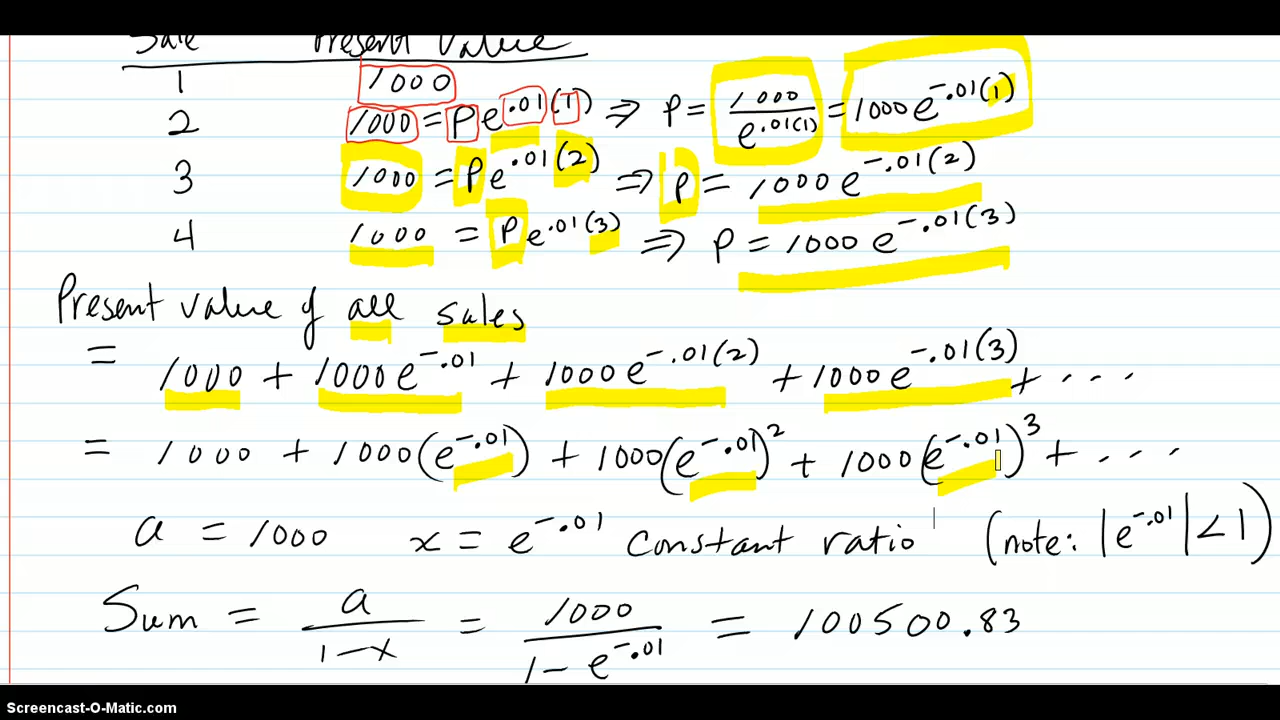 Sale Present Value
1 1000
2 1000 = Pe^.01(1) ⇒ P = 1000/e^.01(1) = 1000e^-.01(1)
3 1000 = Pe^.01(2) ⇒ P = 1000e^-.01(2)
4 1000 = Pe^.01(3) ⇒ P = 1000e^-.01(3)
Present value of all sales
= 1000 + 1000e^-.01 + 1000e^-.01(2) + 1000e^-.01(3) + ...
= 1000 + 1000(e^-.01) + 1000(e^-.01)^2 + 1000(e^-.01)^3 + ...
a = 1000 x = e^-.01 constant ratio (note: |e^-.01| < 1)
Sum = a/(1-x) = 1000/(1-e^-.01) = 100500.83
Screencast-O-Matic.com